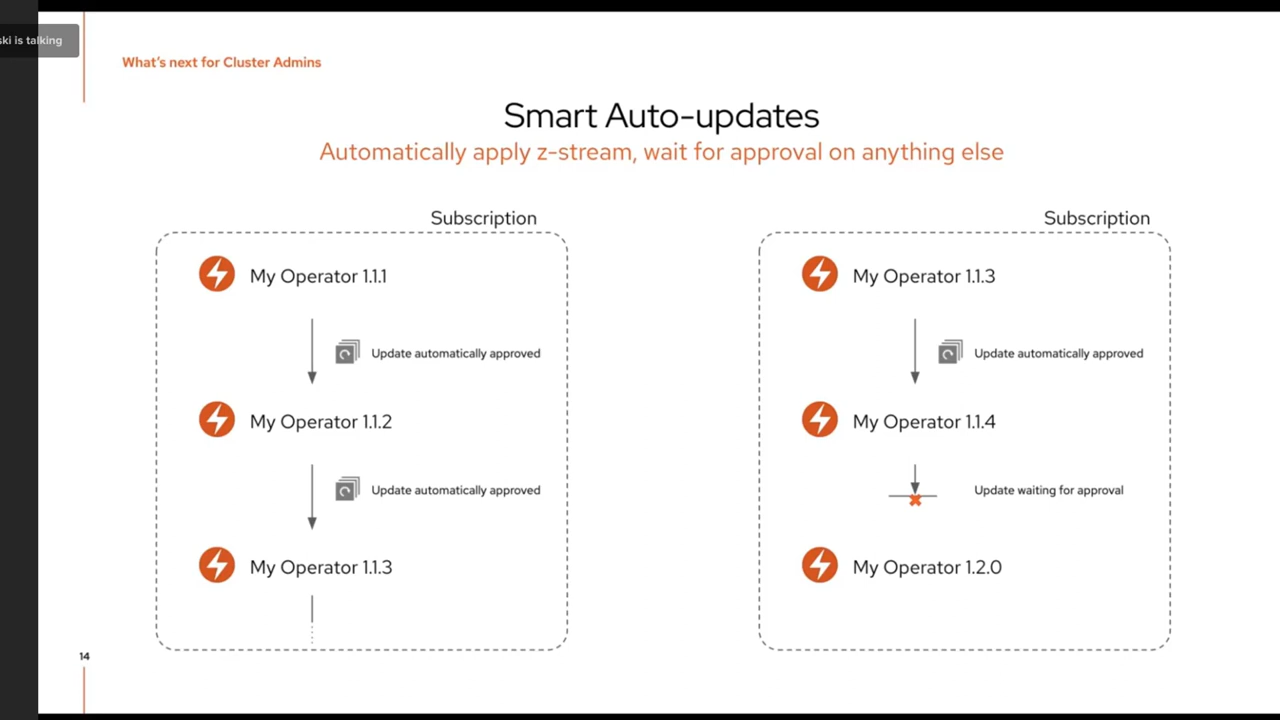 ski is talking
What's next for Cluster Admins
Smart Auto-updates
Automatically apply z-stream, wait for approval on anything else
Subscription
My Operator 1.1.1
Update automatically approved
My Operator 1.1.2
Update automatically approved
My Operator 1.1.3
Subscription
My Operator 1.1.3
Update automatically approved
My Operator 1.1.4
Update waiting for approval
My Operator 1.2.0
14